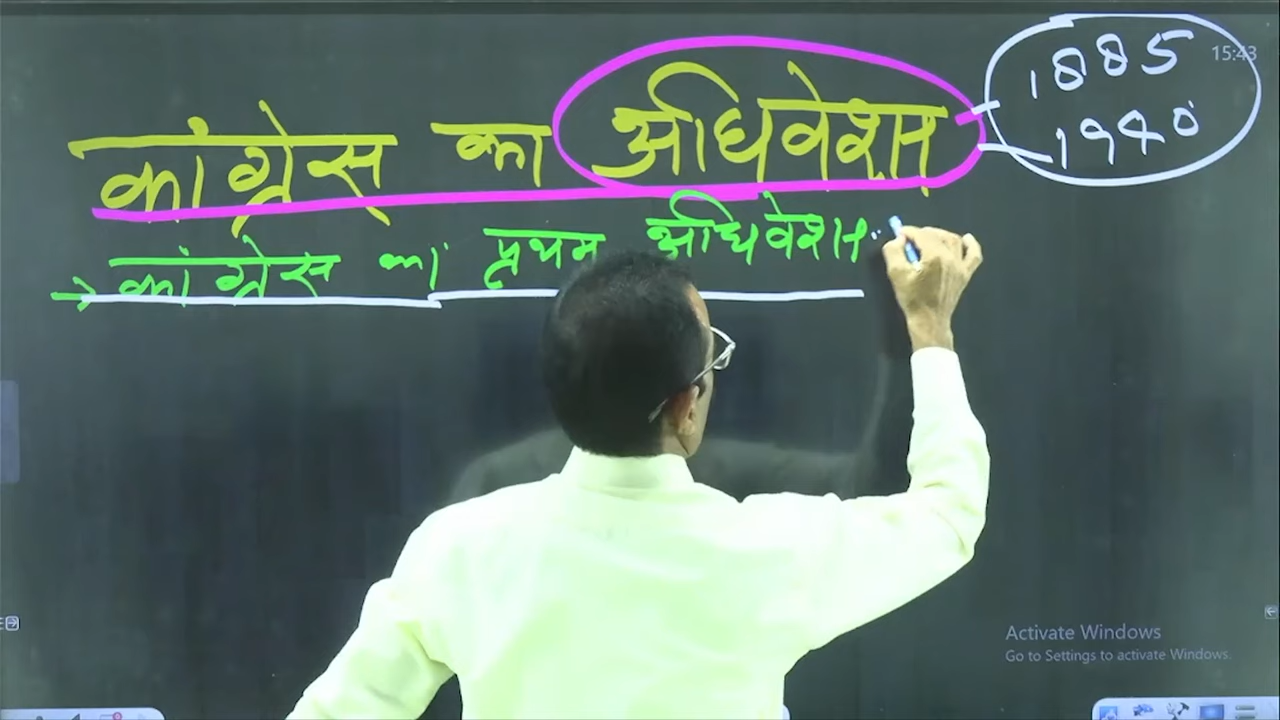 कांग्रेस का अधिवेशन
1885
1940
15:43
→ कांग्रेस का प्रथम अधिवेशन
Activate Windows
Go to Settings to activate Windows.